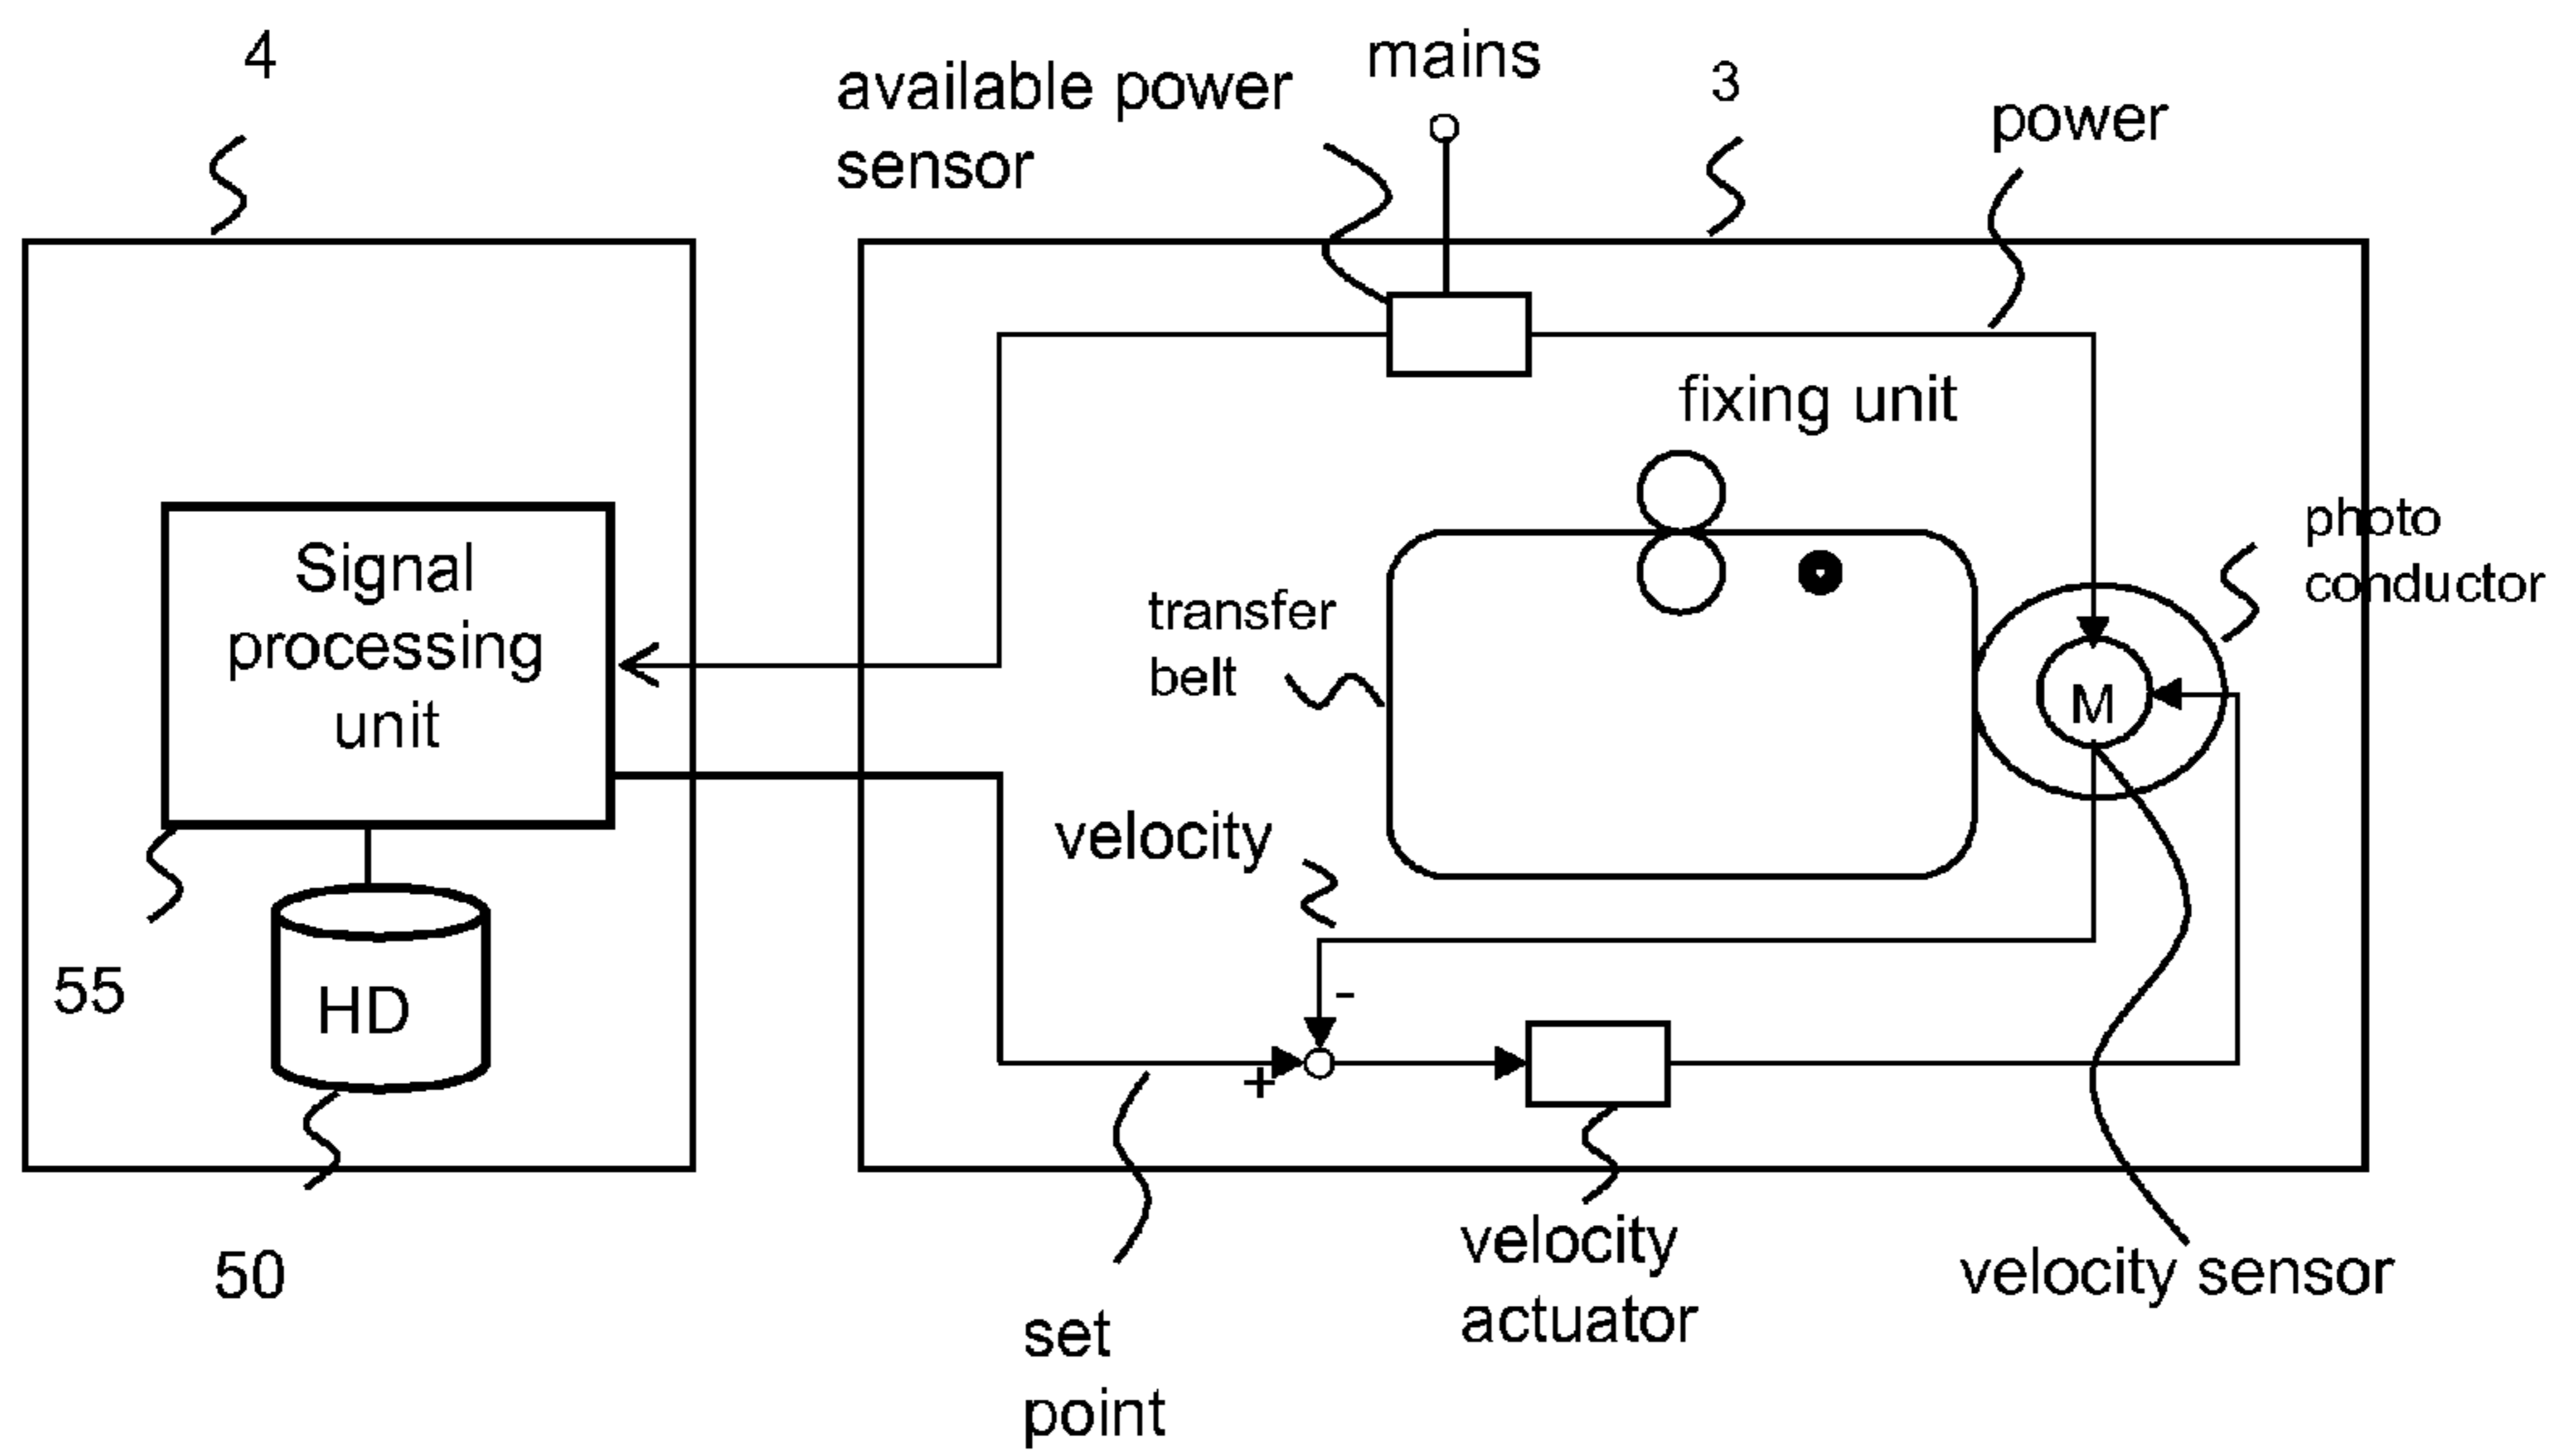 4
available power
sensor
mains
3
power
fixing unit
photo
conductor
Signal
processing
unit
transfer
belt
M
velocity
-
+
55
HD
50
set
point
velocity
actuator
velocity sensor